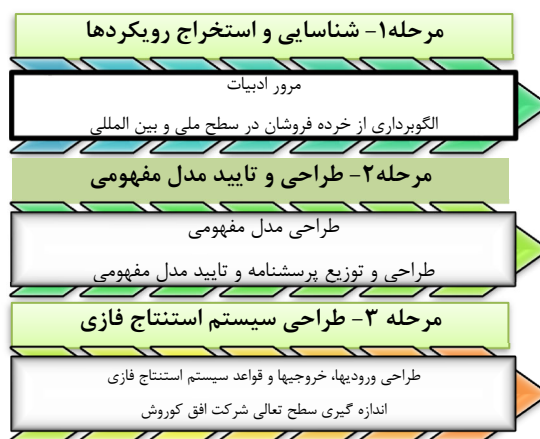 مرحله۱- شناسایی و استخراج رویکردها
مرور ادبیات
الگوبرداری از خرده فروشان در سطح ملی و بین المللی
مرحله۲- طراحی و تایید مدل مفهومی
طراحی مدل مفهومی
طراحی و توزیع پرسشنامه و تایید مدل مفهومی
مرحله ۳- طراحی سیستم استنتاج فازی
طراحی ورودیها، خروجیها و قواعد سیستم استنتاج فازی
اندازه گیری سطح تعالی شرکت افق کوروش